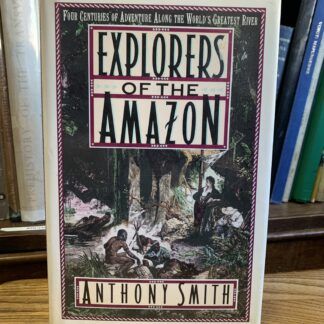 FOUR CENTURIES OF ADVENTURE ALONG THE WORLD'S GREATEST RIVER
EXPLORERS
OF THE
AMAZON
ANTHONY SMITH